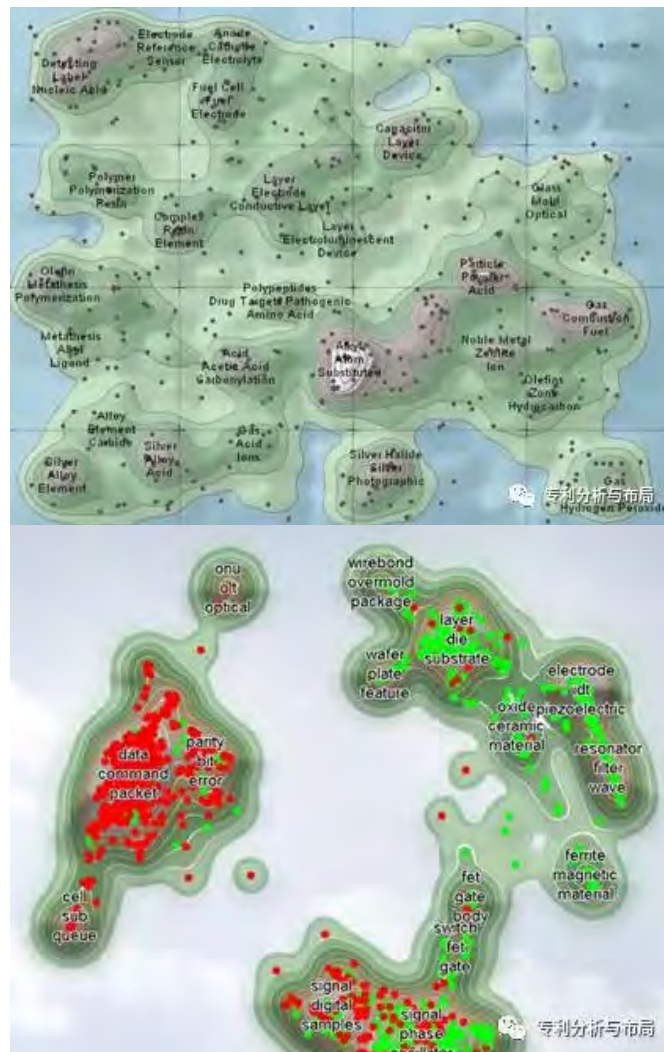 Detecting
Label
Nucleic Acid
Electrode
Reference
Sensor
Anode
Cathode
Electrolyte
Fuel Cell
Fuel
Electrode
Capacitor
Layer
Device
Polymer
Polymerization
Resin
Layer
Electrode
Conductive Layer
Glass
Mold
Optical
Complex
Resin
Element
Layer
Electroluminescent
Device
Olefin
Metathesis
Polymerization
Polypeptides
Drug Targets Pathogenic
Amino Acid
Particle
Polymer
Acid
Gas
Combustion
Fuel
Metathesis
Alkyl
Ligand
Acid
Acetic Acid
Carbonylation
Alkyl
Atom
Substituted
Noble Metal
Zeolite
Ion
Olefins
Zone
Hydrocarbon
Alloy
Element
Carbide
Silver
Alloy
Element
Silver
Alloy
Acid
Gas
Acid
Ions
Silver Halide
Silver
Photographic
Gas
Hydrogen Peroxide
专利分析与布局
onu
olt
optical
wirebond
overmold
package
layer
die
substrate
wafer
plate
feature
electrode
idt
piezoelectric
oxide
ceramic
material
resonator
filter
wave
data
command
packet
parity
bit
error
ferrite
magnetic
material
cell
sub
queue
fet
gate
body
switch
fet
gate
signal
digital
samples
signal
phase
专利分析与布局